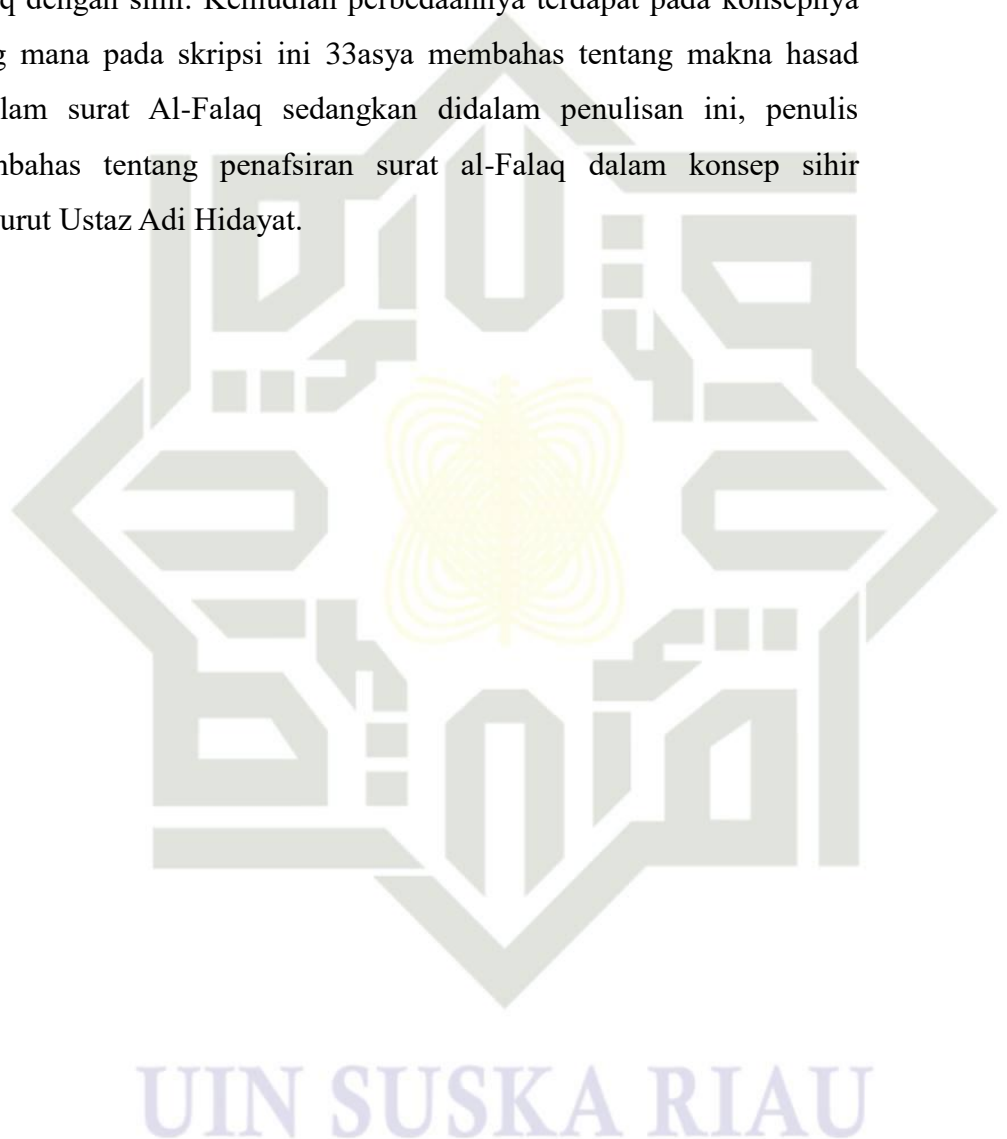 q dengan sihir. Kemudian perbedaannya terdapat pada konsepnya
g mana pada skripsi ini 33asya membahas tentang makna hasad
lam surat Al-Falaq sedangkan didalam penulisan ini, penulis
nbahas tentang penafsiran surat al-Falaq dalam konsep sihir
urut Ustaz Adi Hidayat.
UIN SUSKA RIAU